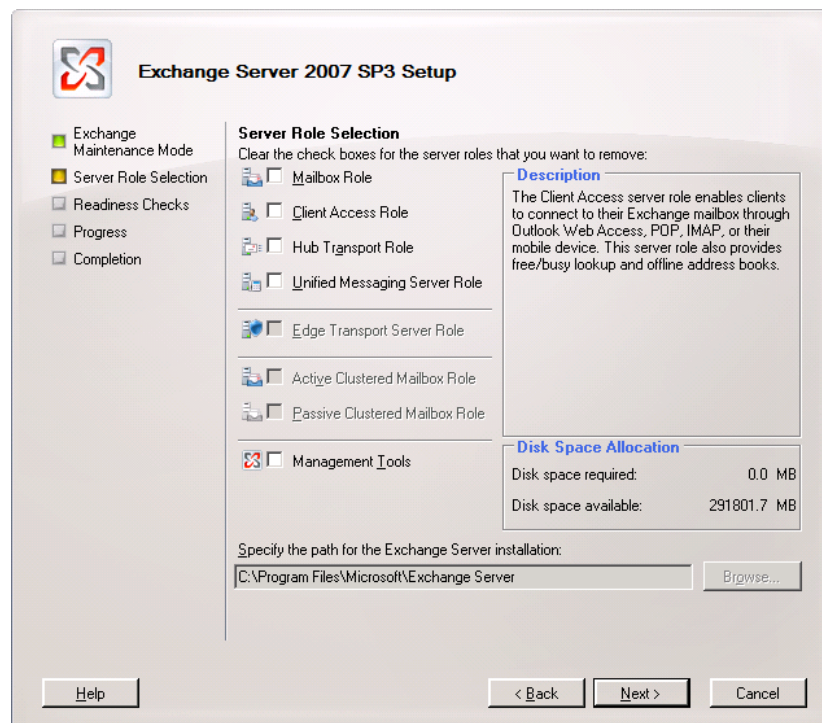 Exchange Server 2007 SP3 Setup
Exchange
Maintenance Mode
Server Role Selection
Readiness Checks
Progress
Completion
Server Role Selection
Clear the check boxes for the server roles that you want to remove:
Mailbox Role
Client Access Role
Hub Transport Role
Unified Messaging Server Role
Edge Transport Server Role
Active Clustered Mailbox Role
Passive Clustered Mailbox Role
Management Tools
Description
The Client Access server role enables clients
to connect to their Exchange mailbox through
Outlook Web Access, POP, IMAP, or their
mobile device. This server role also provides
free/busy lookup and offline address books.
Disk Space Allocation
Disk space required: 0.0 MB
Disk space available: 291801.7 MB
Specify the path for the Exchange Server installation:
C:\Program Files\Microsoft\Exchange Server
Browse...
Help
< Back
Next >
Cancel